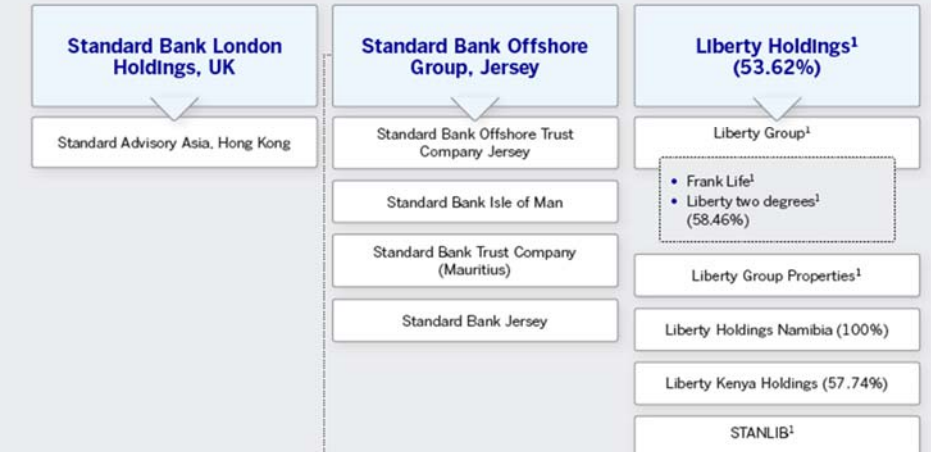 Standard Bank London
Holdings, UK
Standard Advisory Asia, Hong Kong
Standard Bank Offshore
Group, Jersey
Standard Bank Offshore Trust
Company Jersey
Standard Bank Isle of Man
Standard Bank Trust Company
(Mauritius)
Standard Bank Jersey
Liberty Holdings¹
(53.62%)
Liberty Group¹
• Frank Life¹
• Liberty two degrees¹
(58.46%)
Liberty Group Properties¹
Liberty Holdings Namibia (100%)
Liberty Kenya Holdings (57.74%)
STANLIB¹